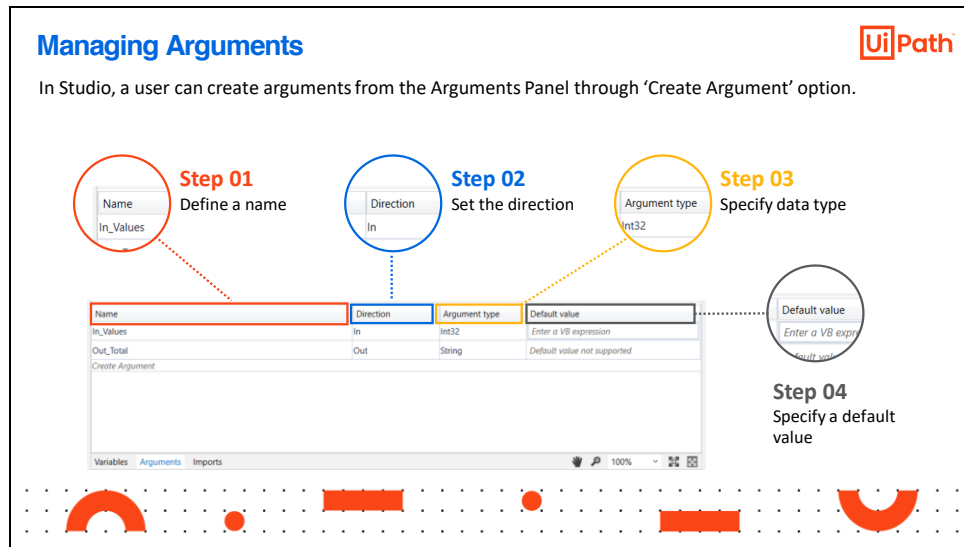 Managing Arguments
UiPath
In Studio, a user can create arguments from the Arguments Panel through ‘Create Argument’ option.
Step 01
Define a name
Name
In_Values
Step 02
Set the direction
Direction
In
Step 03
Specify data type
Argument type
Int32
Name Direction Argument type Default value
In_Values In Int32 Enter a VB expression
Out_Total Out String Default value not supported
Create Argument
Variables Arguments Imports 100%
Default value
Enter a VB expre
Step 04
Specify a default
value